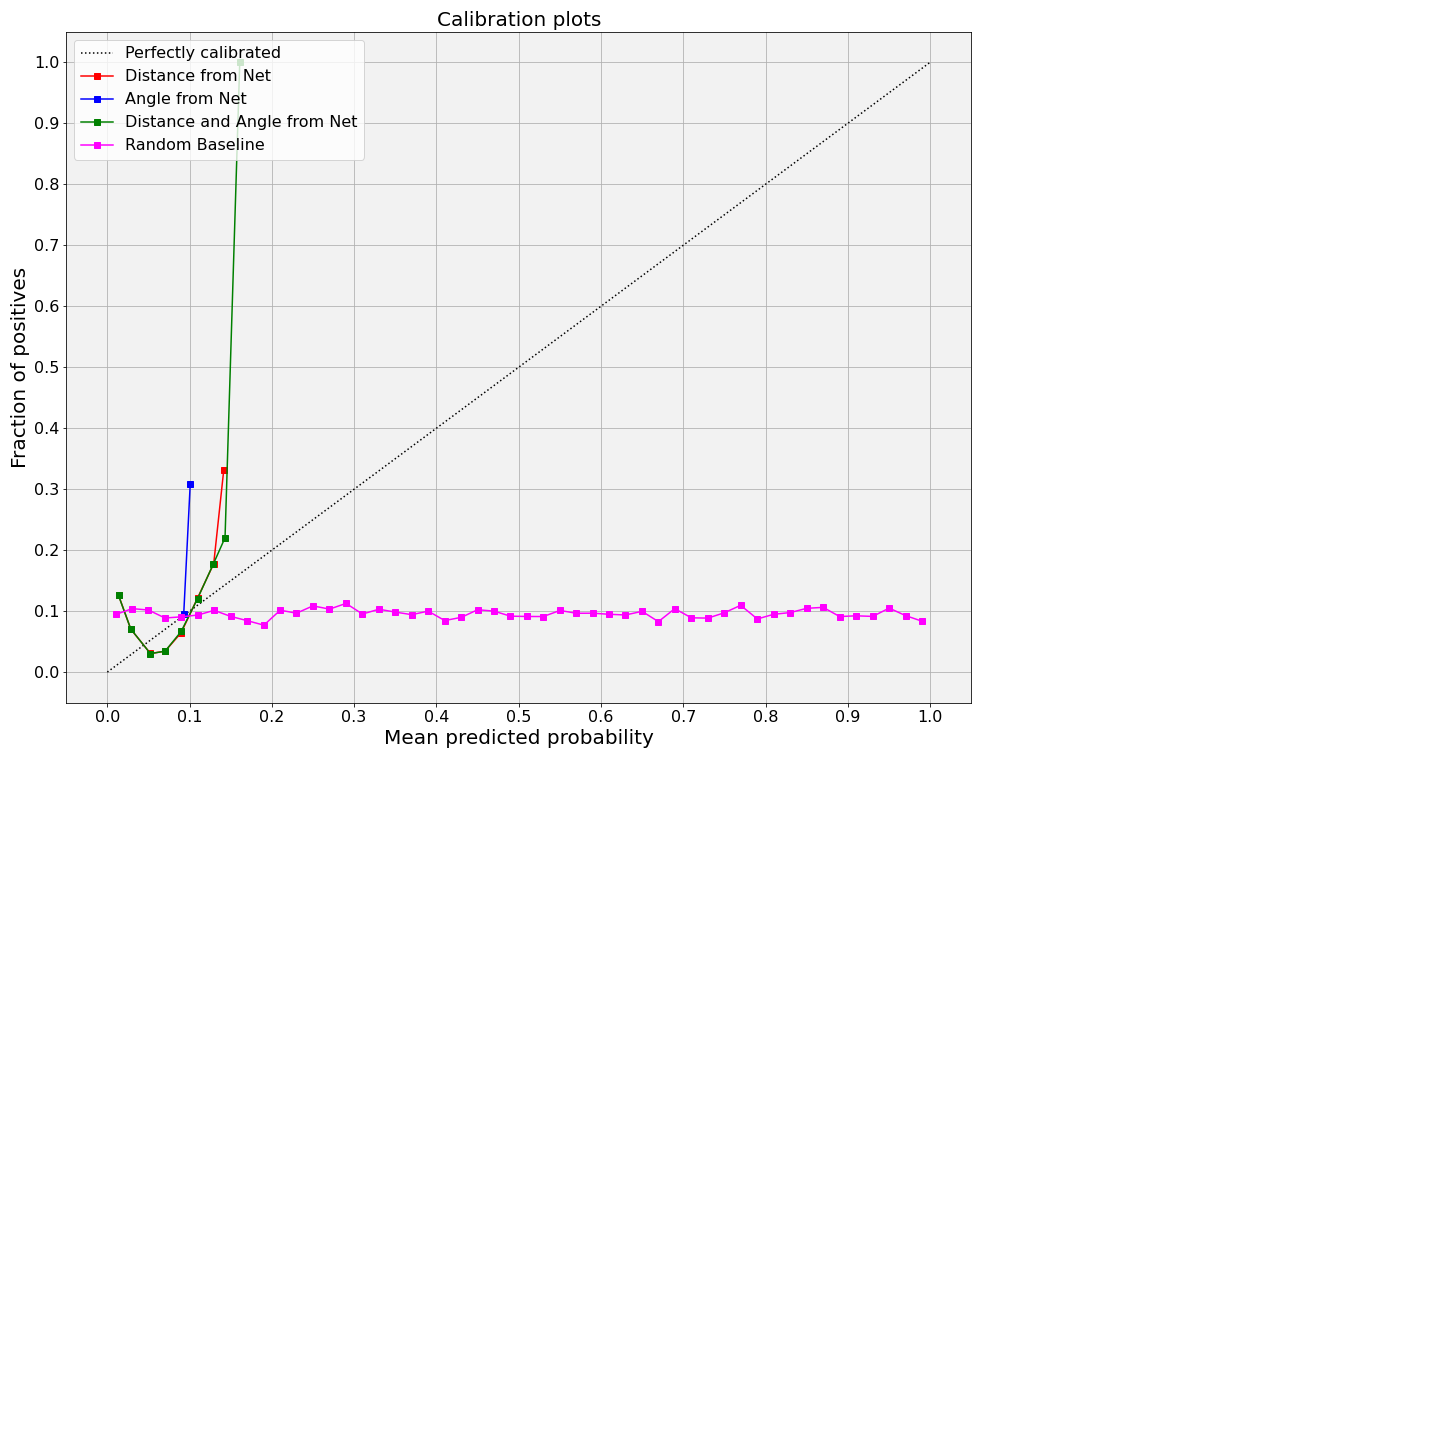 Calibration plots
Perfectly calibrated
Distance from Net
Angle from Net
Distance and Angle from Net
Random Baseline
1.0
0.9
0.8
0.7
0.6
0.5
0.4
0.3
0.2
0.1
0.0
Fraction of positives
0.0 0.1 0.2 0.3 0.4 0.5 0.6 0.7 0.8 0.9 1.0
Mean predicted probability